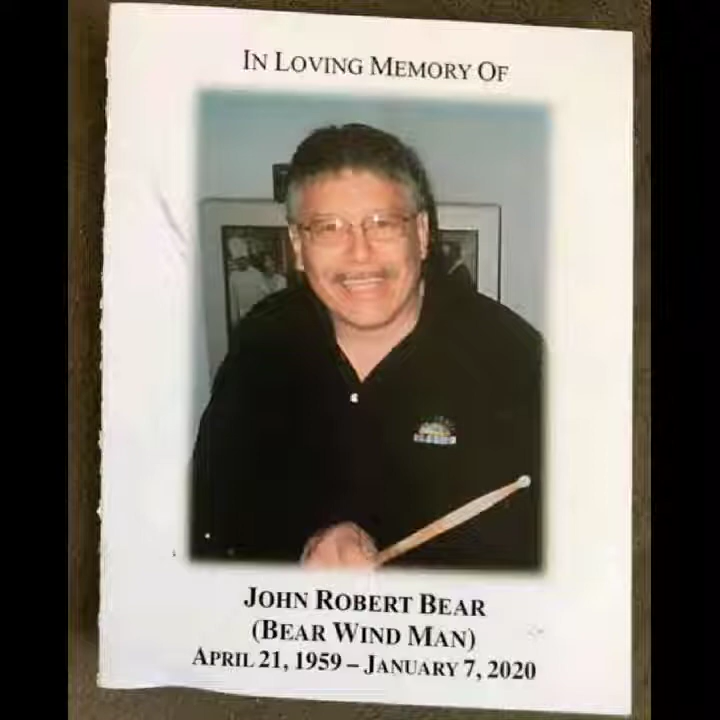 IN LOVING MEMORY OF
JOHN ROBERT BEAR
(BEAR WIND MAN)
APRIL 21, 1959 – JANUARY 7, 2020